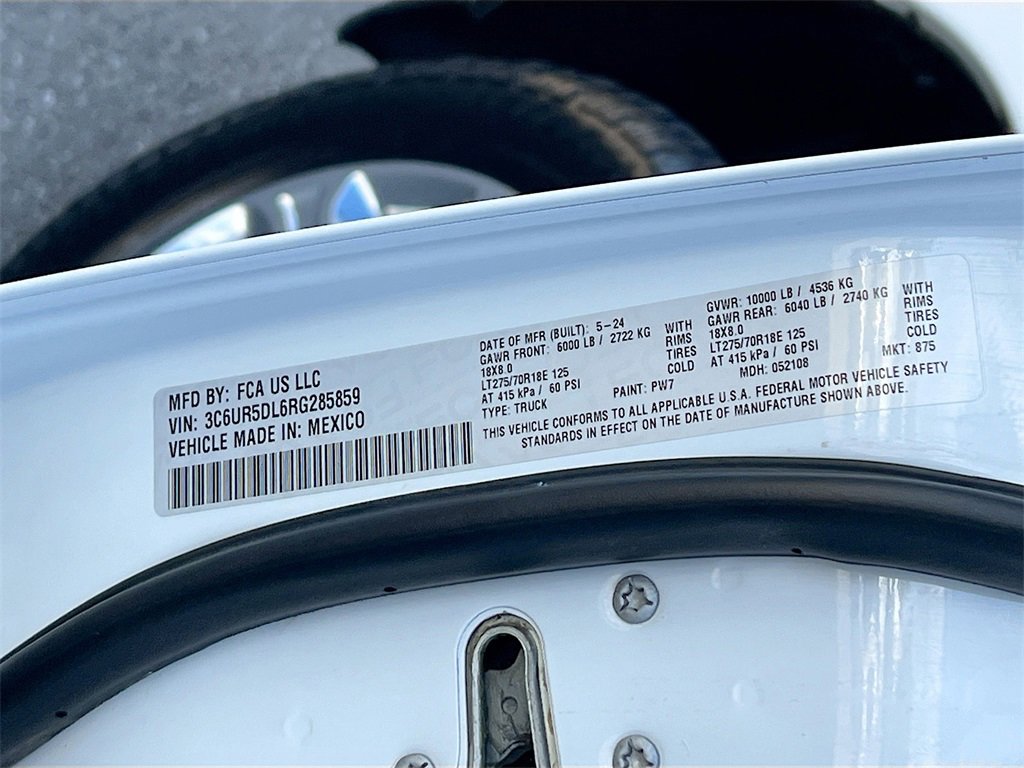 MFD BY: FCA US LLC
VIN: 3C6UR5DL6RG285859
VEHICLE MADE IN: MEXICO
DATE OF MFR (BUILT): 5-24
GAWR FRONT: 6000 LB / 2722 KG
18X8.0
LT275/70R18E 125
AT 415 kPa / 60 PSI
TYPE: TRUCK
WITH
RIMS
TIRES
COLD
PAINT: PW7
GVWR: 10000 LB / 4536 KG
GAWR REAR: 6040 LB / 2740 KG
18X8.0
LT275/70R18E 125
AT 415 kPa / 60 PSI
MDH: 052108
WITH
RIMS
TIRES
COLD
MKT: 875
THIS VEHICLE CONFORMS TO ALL APPLICABLE U.S.A. FEDERAL MOTOR VEHICLE SAFETY
STANDARDS IN EFFECT ON THE DATE OF MANUFACTURE SHOWN ABOVE.